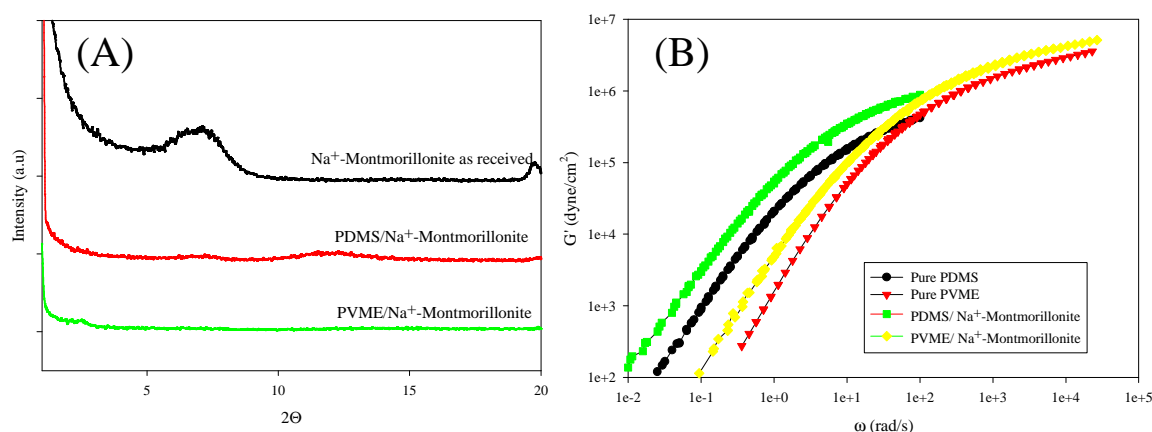 (A)
Intensity (a.u)
Na+-Montmorillonite as received
PDMS/Na+-Montmorillonite
PVME/Na+-Montmorillonite
5
10
15
20
2Θ
(B)
G' (dyne/cm2)
1e+7
1e+6
1e+5
1e+4
1e+3
1e+2
Pure PDMS
Pure PVME
PDMS/ Na+-Montmorillonite
PVME/ Na+-Montmorillonite
1e-2
1e-1
1e+0
1e+1
1e+2
1e+3
1e+4
1e+5
ω (rad/s)